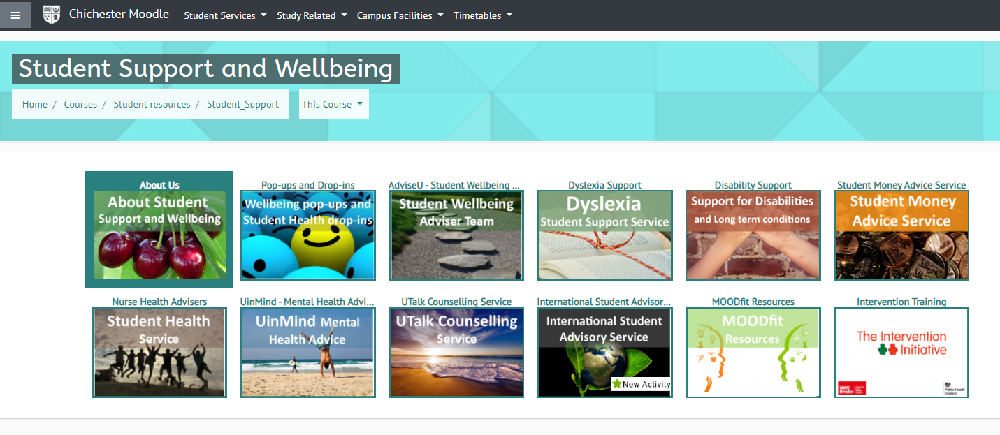 Chichester Moodle Student Services Study Related Campus Facilities Timetables
Student Support and Wellbeing
Home / Courses / Student resources / Student_Support This Course
About Us
About Student
Support and Wellbeing
Pop-ups and Drop-ins
Wellbeing pop-ups and
Student Health drop-ins
AdviseU - Student Wellbeing ...
Student Wellbeing
Adviser Team
Dyslexia Support
Dyslexia
Student Support Service
Disability Support
Support for Disabilities
and Long term conditions
Student Money Advice Service
Student Money
Advice Service
Nurse Health Advisers
Student Health
Service
UinMind - Mental Health Advi...
UinMind Mental
Health Advice
UTalk Counselling Service
UTalk Counselling
Service
International Student Advisor...
International Student
Advisory Service
New Activity
MOODfit Resources
MOODfit
Resources
Intervention Training
The Intervention
Initiative
UWE
Bristol
Public Health
England